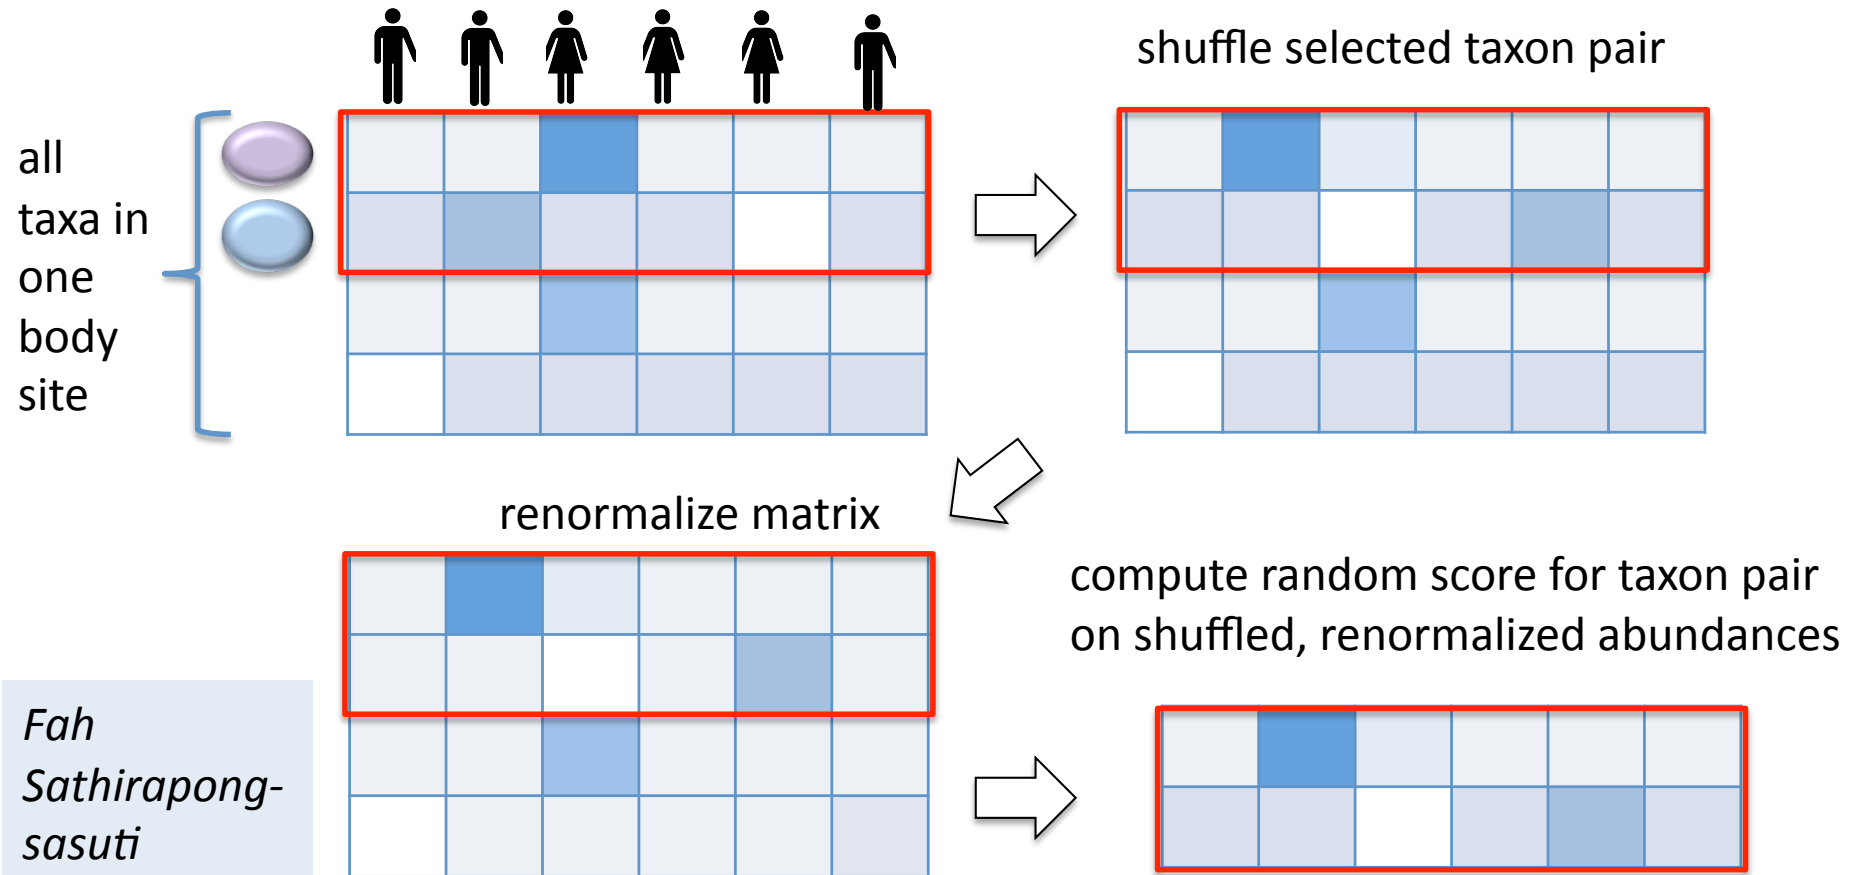 shuffle selected taxon pair
all
taxa in
one
body
site
renormalize matrix
compute random score for taxon pair
on shuffled, renormalized abundances
Fah
Sathirapong-
sasuti